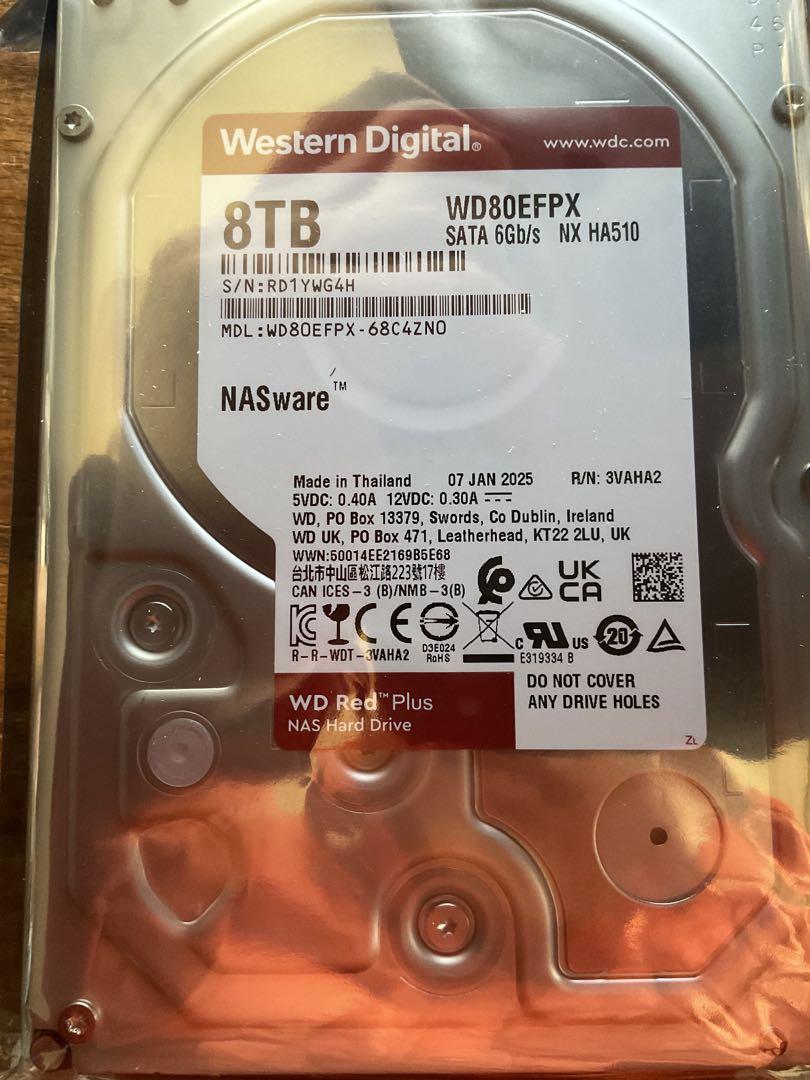 Western Digital® www.wdc.com
8TB WD80EFPX
SATA 6Gb/s NX HA510
S/N:RD1YWG4H
MDL:WD80EFPX-68C4ZN0
NASware™
Made in Thailand 07 JAN 2025 R/N: 3VAHA2
5VDC: 0.40A 12VDC: 0.30A
WD, PO Box 13379, Swords, Co Dublin, Ireland
WD UK, PO Box 471, Leatherhead, KT22 2LU, UK
WWN:50014EE2169B5E68
台北市中山區松江路223號17樓
CAN ICES-3 (B)/NMB-3(B)
UK
CA
CE
C US
20
R-R-WDT-3VAHA2
D3E024
RoHS
E319334 B
DO NOT COVER
ANY DRIVE HOLES
WD Red™ Plus
NAS Hard Drive
ZL